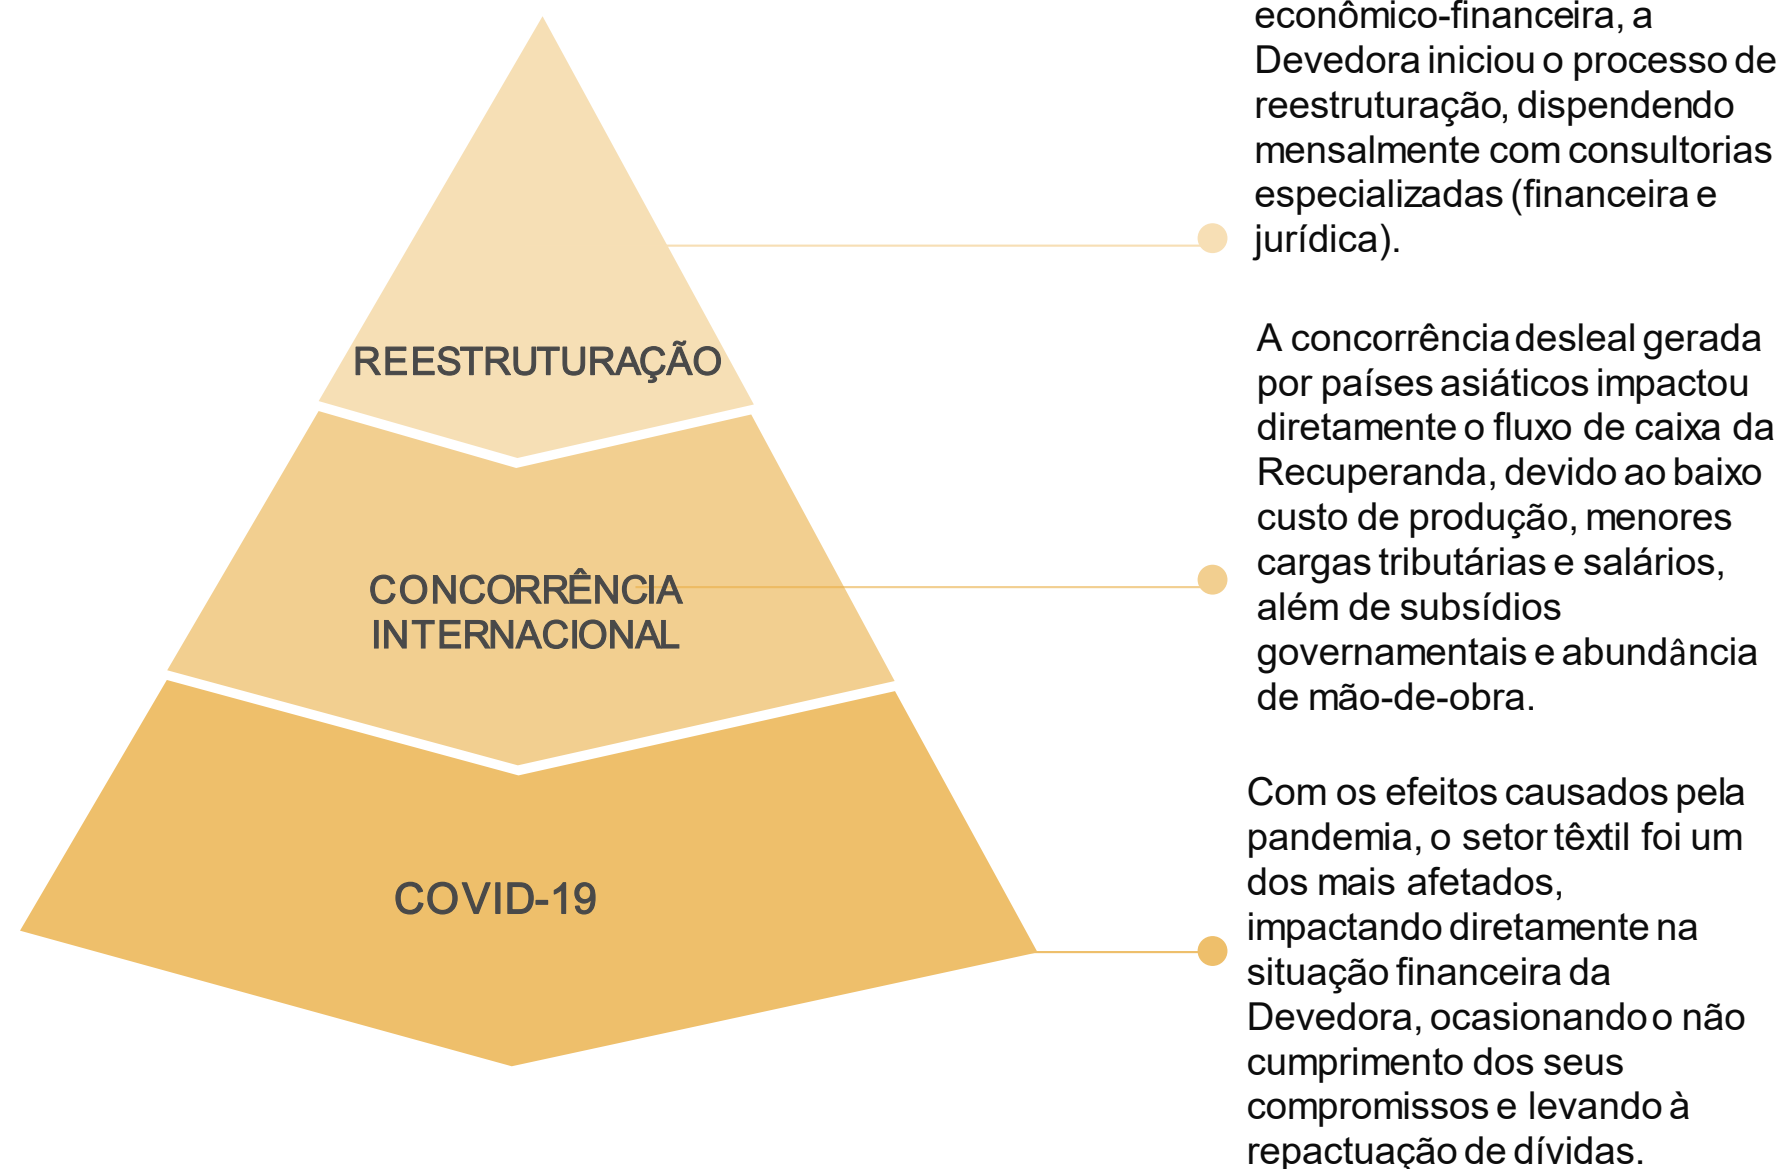 econômico-financeira, a
Devedora iniciou o processo de
reestruturação, dispendendo
mensalmente com consultorias
especializadas (financeira e
jurídica).
REESTRUTURAÇÃO
A concorrência desleal gerada
por países asiáticos impactou
diretamente o fluxo de caixa da
Recuperanda, devido ao baixo
custo de produção, menores
cargas tributárias e salários,
além de subsídios
governamentais e abundância
de mão-de-obra.
CONCORRÊNCIA
INTERNACIONAL
Com os efeitos causados pela
pandemia, o setor têxtil foi um
dos mais afetados,
impactando diretamente na
situação financeira da
Devedora, ocasionando o não
cumprimento dos seus
compromissos e levando à
repactuação de dívidas.
COVID-19